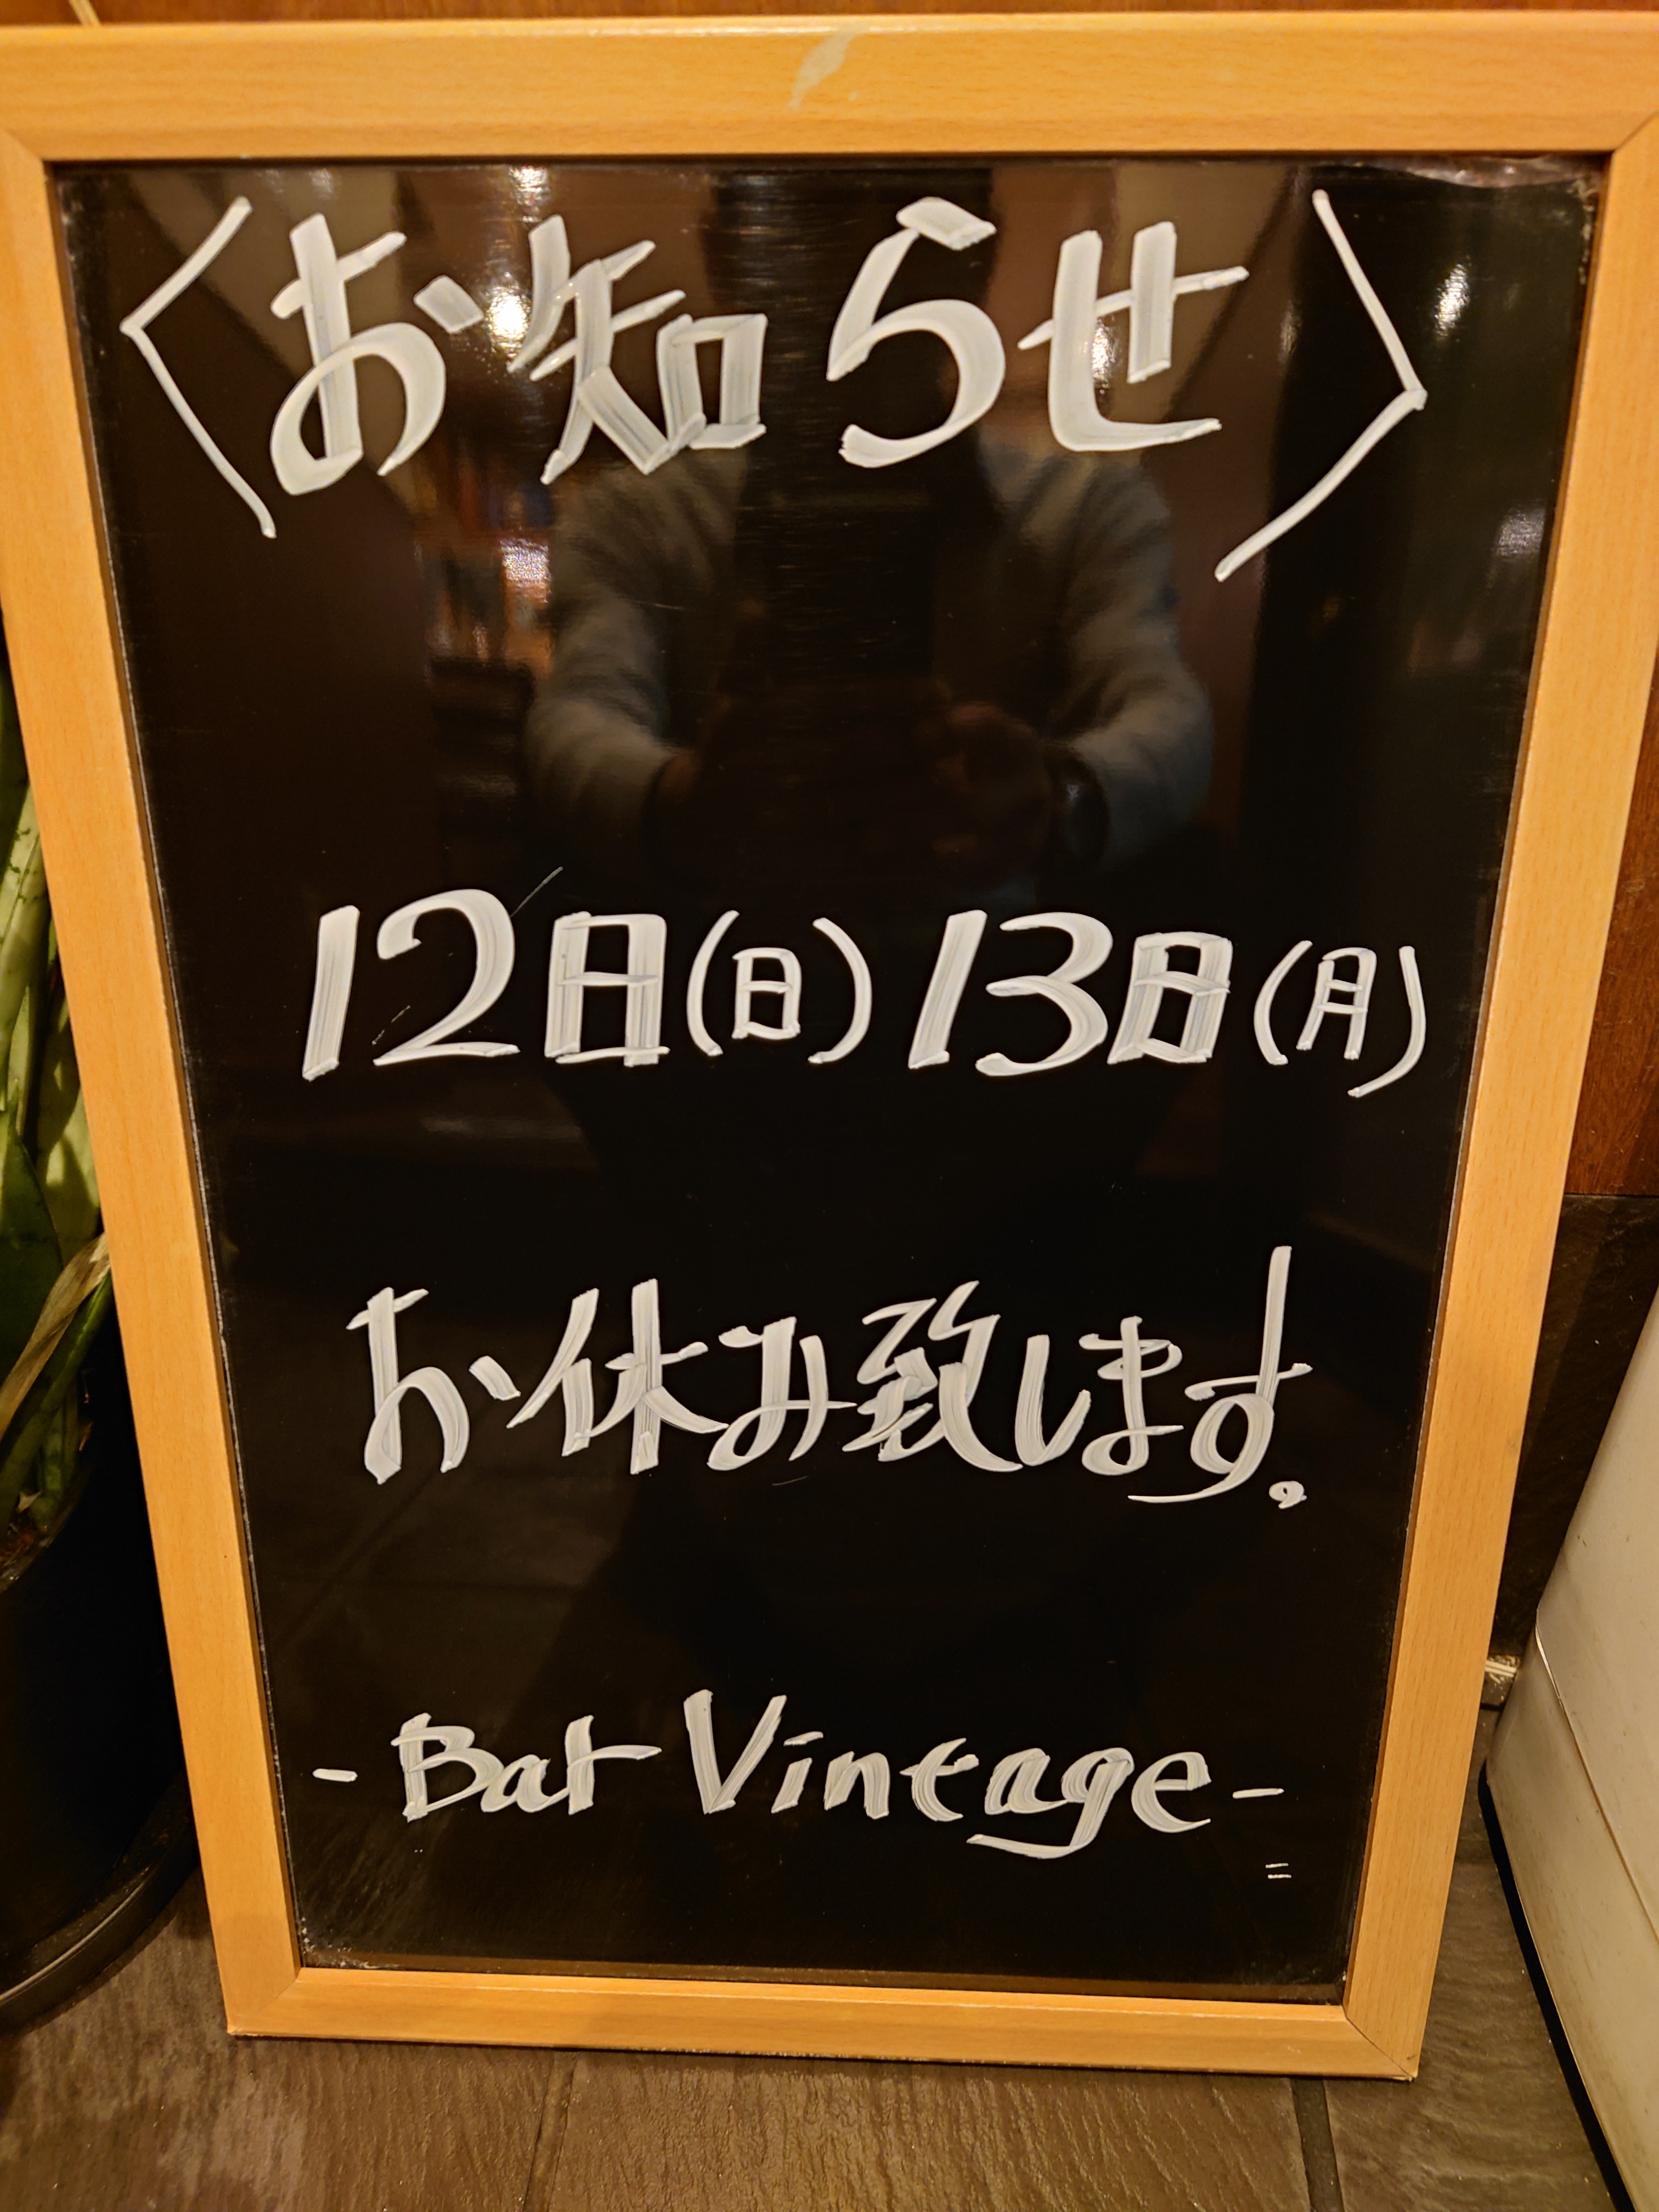 〈お知らせ〉
12日(日)13日(月)
お休み致します。
-Bat Vintage-